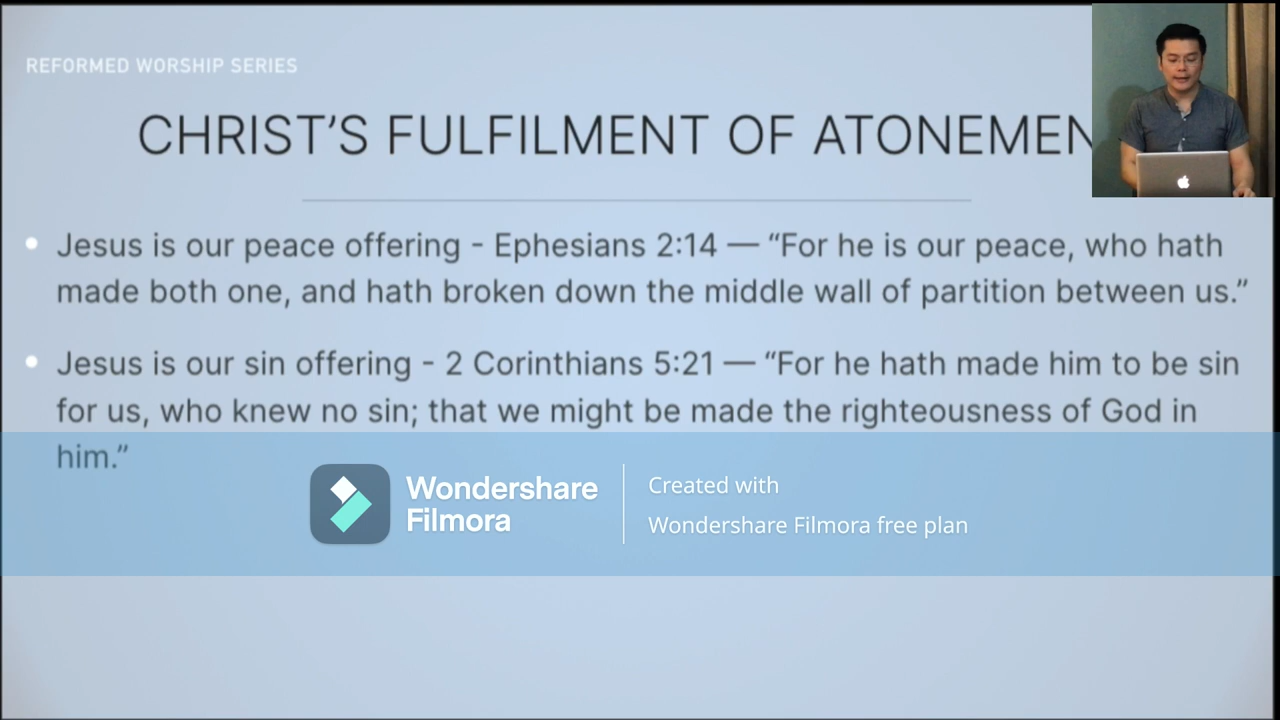 REFORMED WORSHIP SERIES
CHRIST’S FULFILMENT OF ATONEMEN
Jesus is our peace offering - Ephesians 2:14 — “For he is our peace, who hath
made both one, and hath broken down the middle wall of partition between us.”
Jesus is our sin offering - 2 Corinthians 5:21 — “For he hath made him to be sin
for us, who knew no sin; that we might be made the righteousness of God in
him.”
Wondershare
Filmora
Created with
Wondershare Filmora free plan